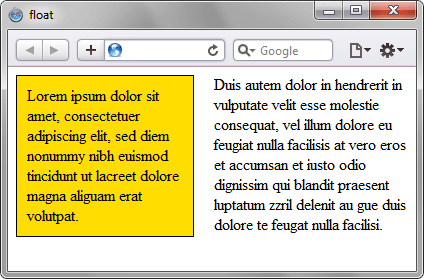 float
Google
Lorem ipsum dolor sit
amet, consectetuer
adipiscing elit, sed diem
nonummy nibh euismod
tincidunt ut lacreet dolore
magna aliguam erat
volutpat.
Duis autem dolor in hendrerit in
vulputate velit esse molestie
consequat, vel illum dolore eu
feugiat nulla facilisis at vero eros
et accumsan et iusto odio
dignissim qui blandit praesent
luptatum zzril delenit au gue duis
dolore te feugat nulla facilisi.